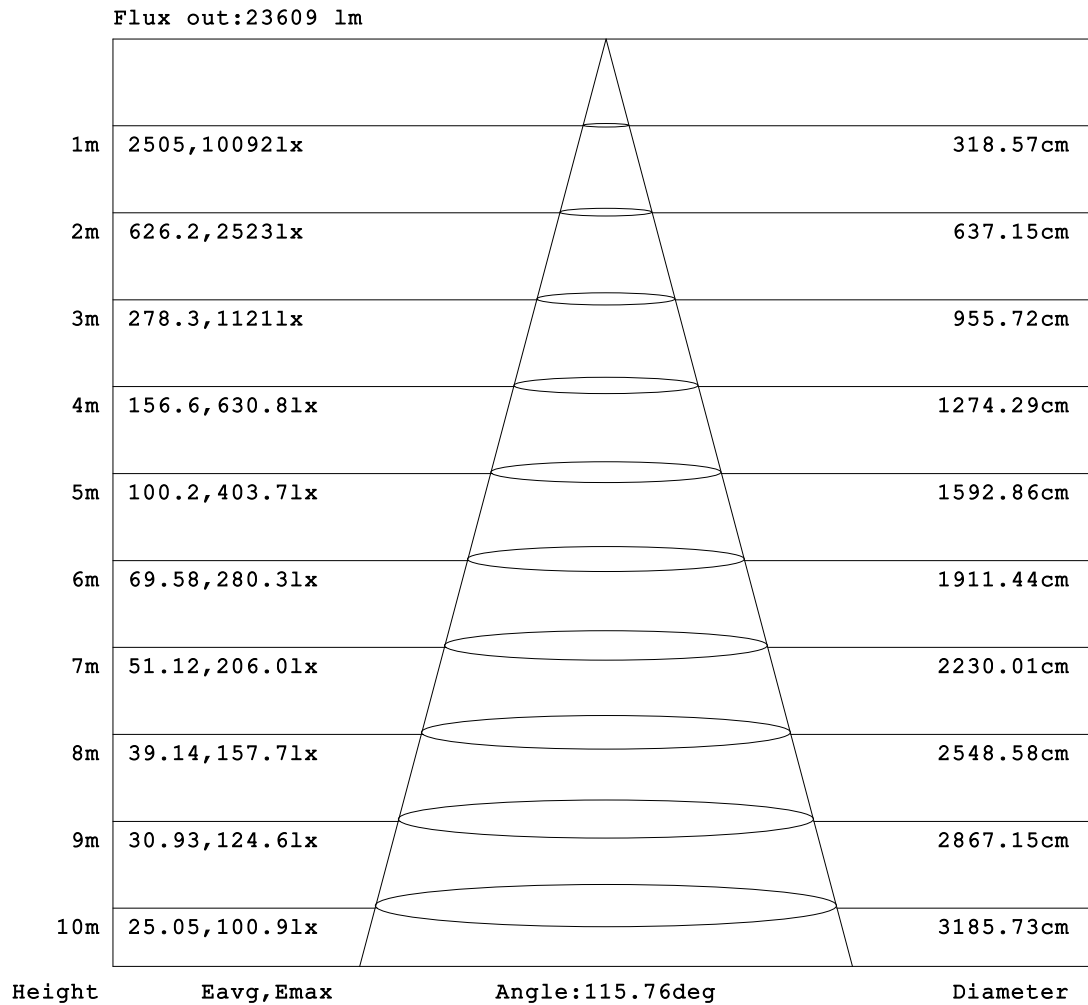 Flux out:23609 lm
1m 2505,10092lx 318.57cm
2m 626.2,2523lx 637.15cm
3m 278.3,1121lx 955.72cm
4m 156.6,630.8lx 1274.29cm
5m 100.2,403.7lx 1592.86cm
6m 69.58,280.3lx 1911.44cm
7m 51.12,206.0lx 2230.01cm
8m 39.14,157.7lx 2548.58cm
9m 30.93,124.6lx 2867.15cm
10m 25.05,100.9lx 3185.73cm
Height Eavg,Emax Angle:115.76deg Diameter